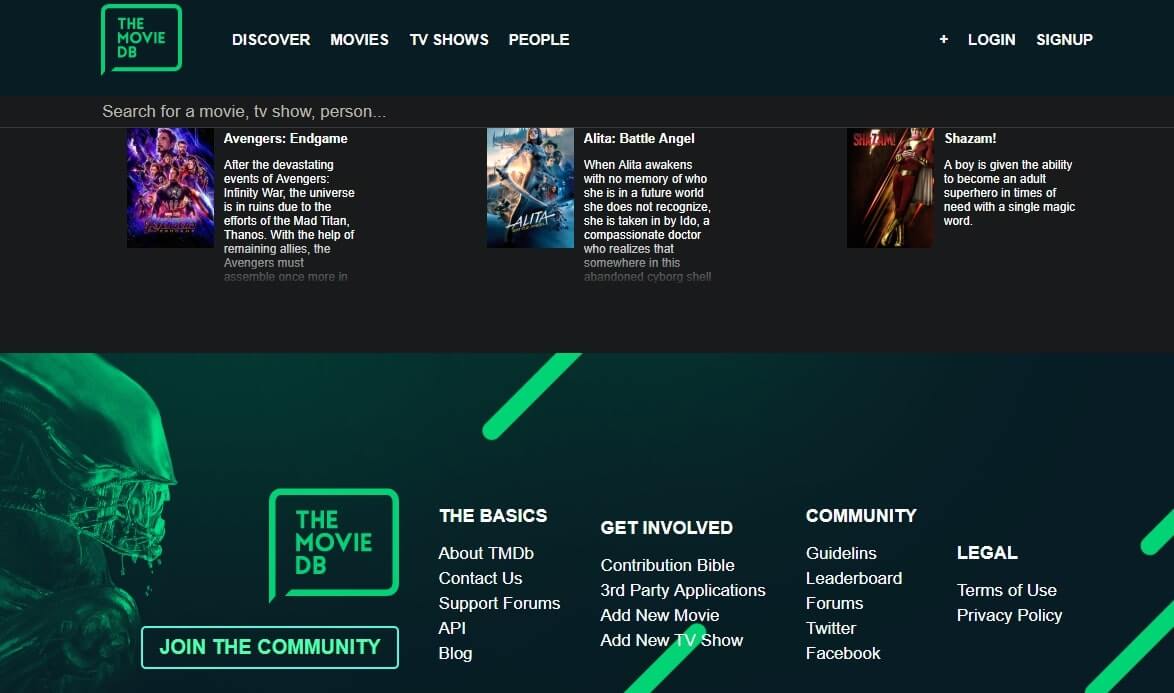 THE
MOVIE
DB
DISCOVER MOVIES TV SHOWS PEOPLE
+ LOGIN SIGNUP
Search for a movie, tv show, person...
Avengers: Endgame
After the devastating
events of Avengers:
Infinity War, the universe
is in ruins due to the
efforts of the Mad Titan,
Thanos. With the help of
remaining allies, the
Avengers must
assemble once more in
ALITA
BATTLE ANGEL
Alita: Battle Angel
When Alita awakens
with no memory of who
she is in a future world
she does not recognize,
she is taken in by Ido, a
compassionate doctor
who realizes that
somewhere in this
abandoned cyborg shell
SHAZAM!
Shazam!
A boy is given the ability
to become an adult
superhero in times of
need with a single magic
word.
THE
MOVIE
DB
JOIN THE COMMUNITY
THE BASICS
About TMDb
Contact Us
Support Forums
API
Blog
GET INVOLVED
Contribution Bible
3rd Party Applications
Add New Movie
Add New TV Show
COMMUNITY
Guidelins
Leaderboard
Forums
Twitter
Facebook
LEGAL
Terms of Use
Privacy Policy